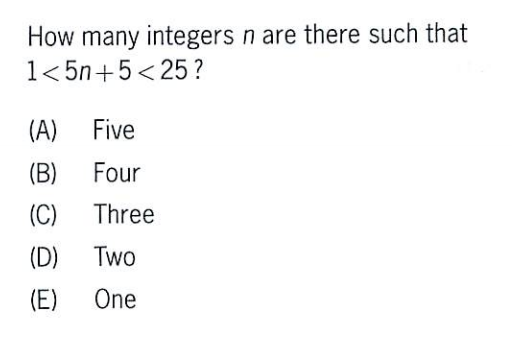 How many integers n are there such that
1<5n+5<25?
(A) Five
(B) Four
(C) Three
(D) Two
(E) One